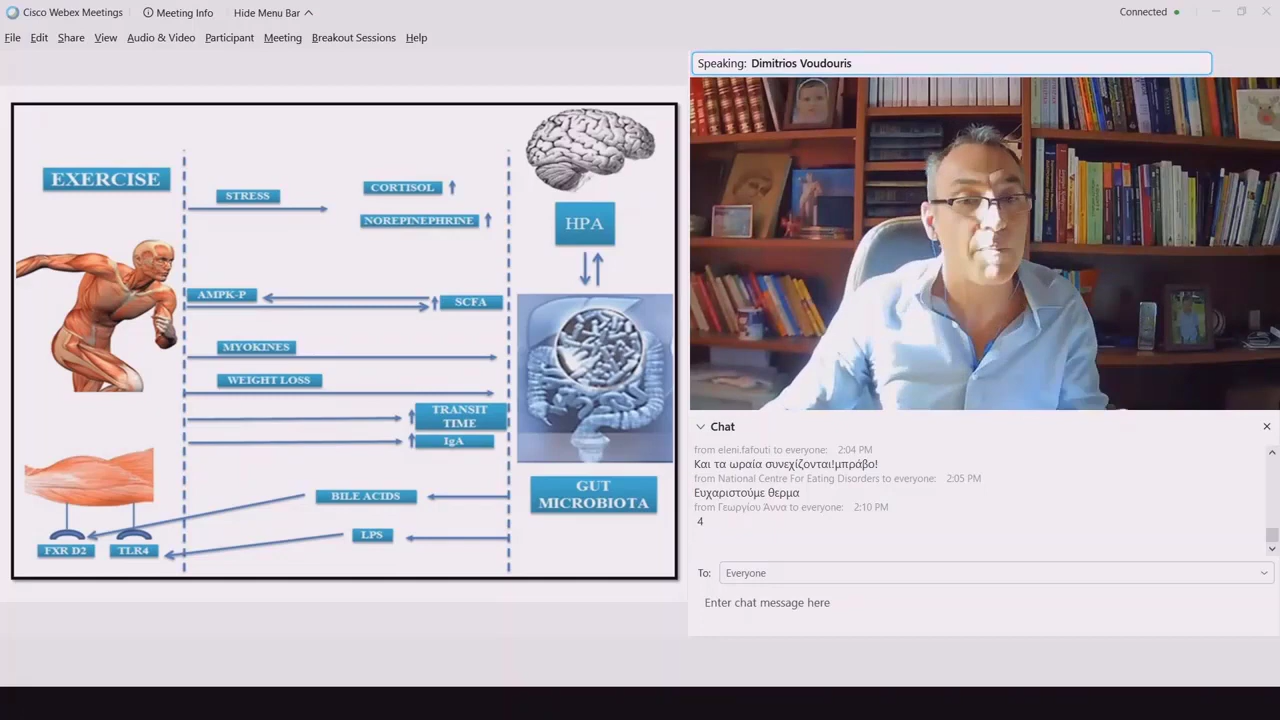 Cisco Webex Meetings
Meeting Info
Hide Menu Bar
Connected
File Edit Share View Audio & Video Participant Meeting Breakout Sessions Help
Speaking: Dimitrios Voudouris
EXERCISE
STRESS
CORTISOL
NOREPINEPHRINE
HPA
AMPK-P
SCFA
MYOKINES
WEIGHT LOSS
TRANSIT
TIME
IgA
BILE ACIDS
GUT
MICROBIOTA
LPS
FXR D2
TLR4
Chat
from eleni.fafouti to everyone: 2:04 PM
Και τα ωραία συνεχίζονται!μπράβο!
from National Centre For Eating Disorders to everyone: 2:05 PM
Ευχαριστούμε θερμα
from Γεωργίου Άννα to everyone: 2:10 PM
4
To: Everyone
Enter chat message here